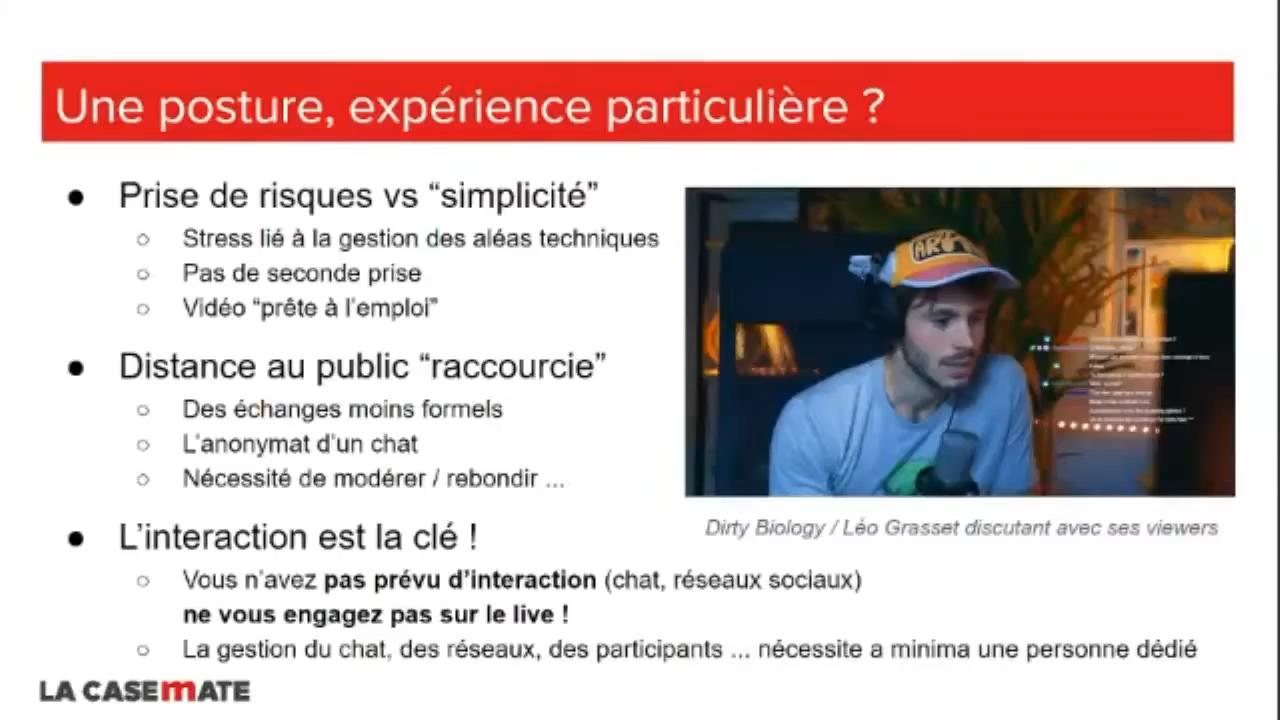 Une posture, expérience particulière ?
● Prise de risques vs “simplicité”
○ Stress lié à la gestion des aléas techniques
○ Pas de seconde prise
○ Vidéo “prête à l’emploi”
● Distance au public “raccourcie”
○ Des échanges moins formels
○ L’anonymat d’un chat
○ Nécessité de modérer / rebondir ...
Dirty Biology / Léo Grasset discutant avec ses viewers
● L’interaction est la clé !
○ Vous n’avez pas prévu d’interaction (chat, réseaux sociaux)
ne vous engagez pas sur le live !
○ La gestion du chat, des réseaux, des participants ... nécessite a minima une personne dédié
LA CASEMATE